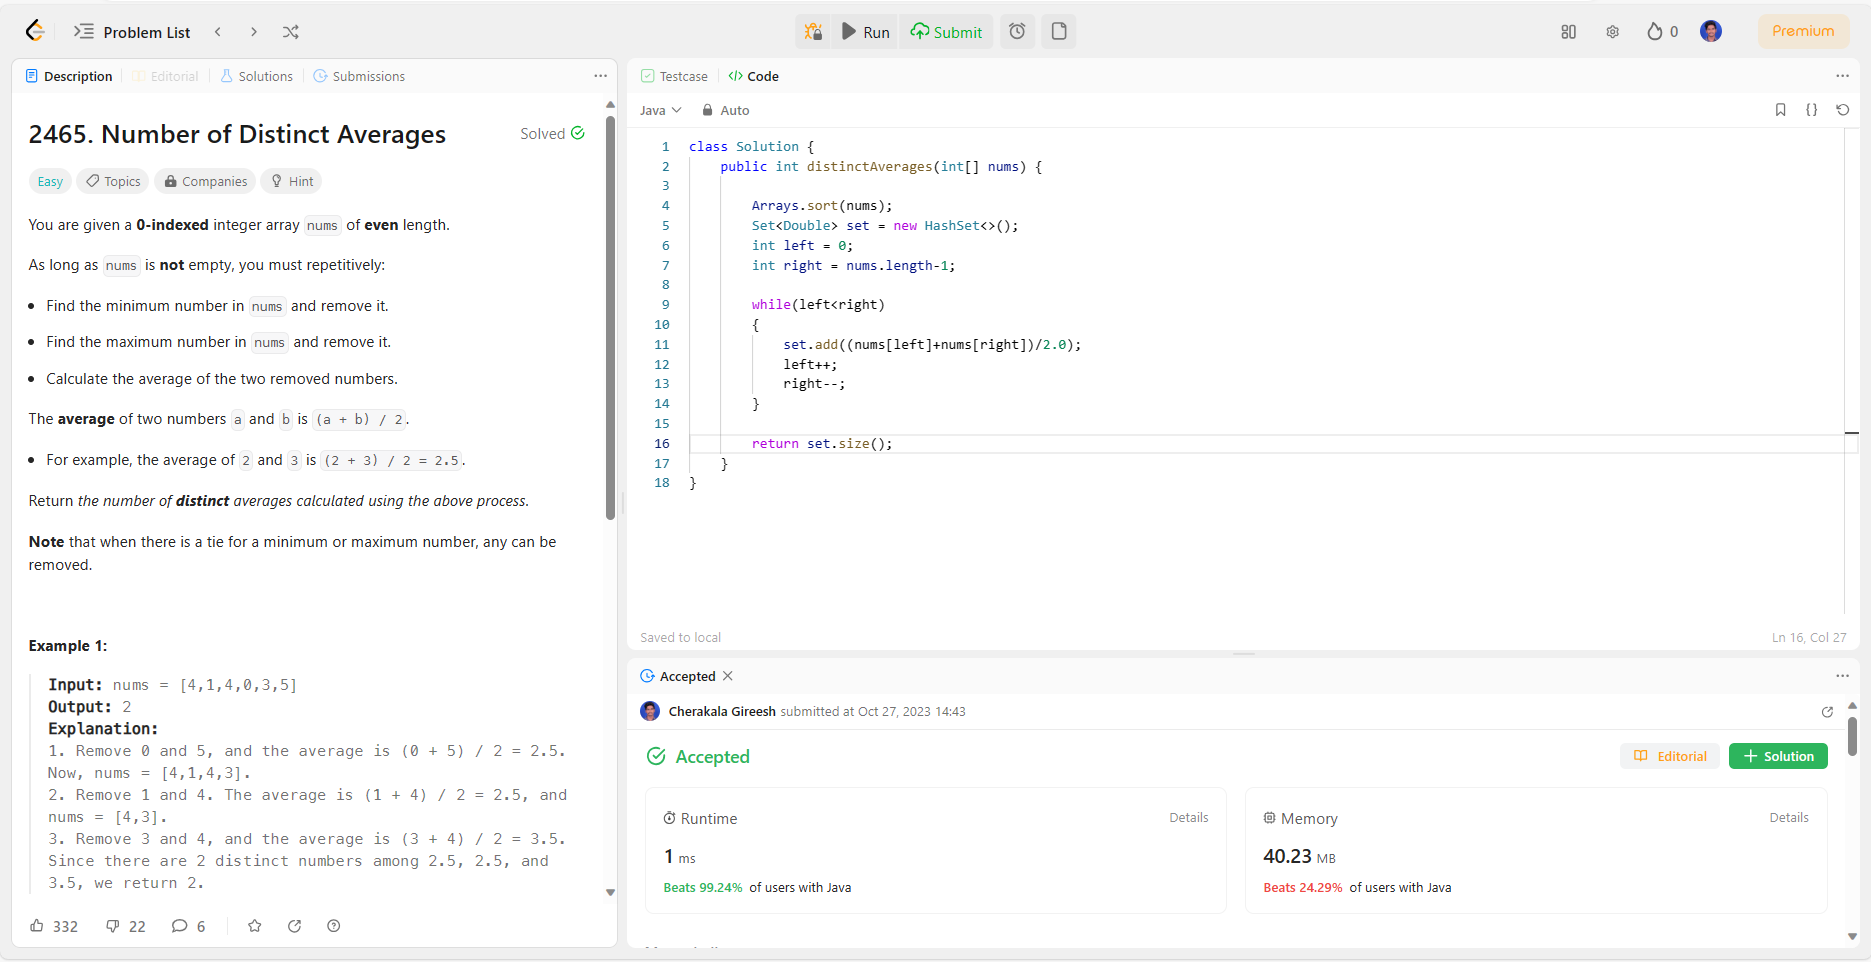 Problem List
Run
Submit
0
Premium
Description
Editorial
Solutions
Submissions
2465. Number of Distinct Averages
Solved
Easy
Topics
Companies
Hint
You are given a 0-indexed integer array nums of even length.
As long as nums is not empty, you must repetitively:
• Find the minimum number in nums and remove it.
• Find the maximum number in nums and remove it.
• Calculate the average of the two removed numbers.
The average of two numbers a and b is (a + b) / 2.
• For example, the average of 2 and 3 is (2 + 3) / 2 = 2.5.
Return the number of distinct averages calculated using the above process.
Note that when there is a tie for a minimum or maximum number, any can be
removed.
Example 1:
Input: nums = [4,1,4,0,3,5]
Output: 2
Explanation:
1. Remove 0 and 5, and the average is (0 + 5) / 2 = 2.5.
Now, nums = [4,1,4,3].
2. Remove 1 and 4. The average is (1 + 4) / 2 = 2.5, and
nums = [4,3].
3. Remove 3 and 4, and the average is (3 + 4) / 2 = 3.5.
Since there are 2 distinct numbers among 2.5, 2.5, and
3.5, we return 2.
332
22
6
Testcase
</> Code
Java
Auto
1 class Solution {
2 public int distinctAverages(int[] nums) {
3
4 Arrays.sort(nums);
5 Set<Double> set = new HashSet<>();
6 int left = 0;
7 int right = nums.length-1;
8
9 while(left<right)
10 {
11 set.add((nums[left]+nums[right])/2.0);
12 left++;
13 right--;
14 }
15
16 return set.size();
17 }
18 }
Saved to local
Ln 16, Col 27
Accepted
Cherakala Gireesh submitted at Oct 27, 2023 14:43
Accepted
Editorial
Solution
Runtime
Details
1 ms
Beats 99.24% of users with Java
Memory
Details
40.23 MB
Beats 24.29% of users with Java